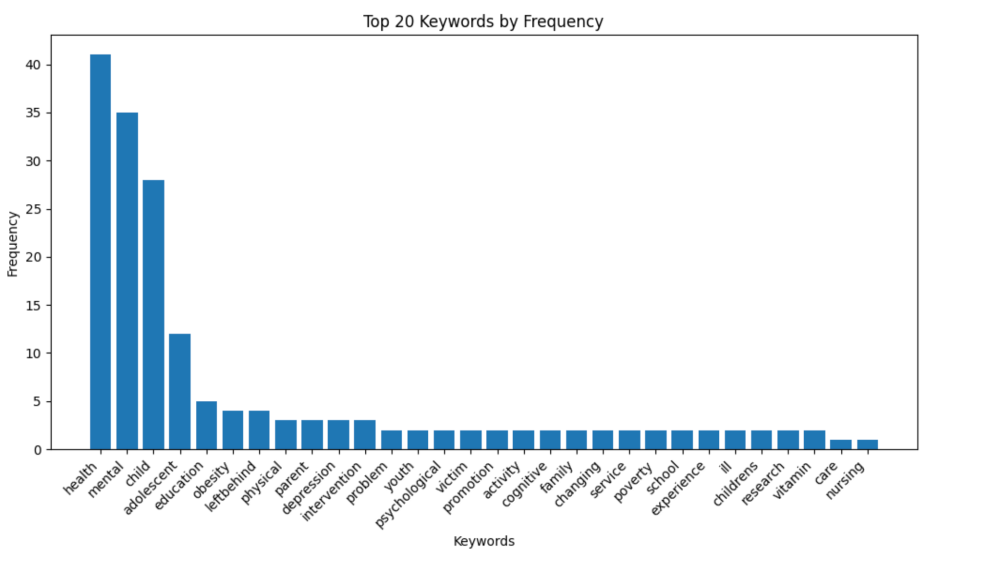 Top 20 Keywords by Frequency
Frequency
40
35
30
25
20
15
10
5
0
health
mental
child
adolescent
education
obesity
leftbehind
physical
parent
depression
intervention
problem
youth
psychological
victim
promotion
activity
cognitive
family
changing
service
poverty
school
experience
ill
childrens
research
vitamin
care
nursing
Keywords